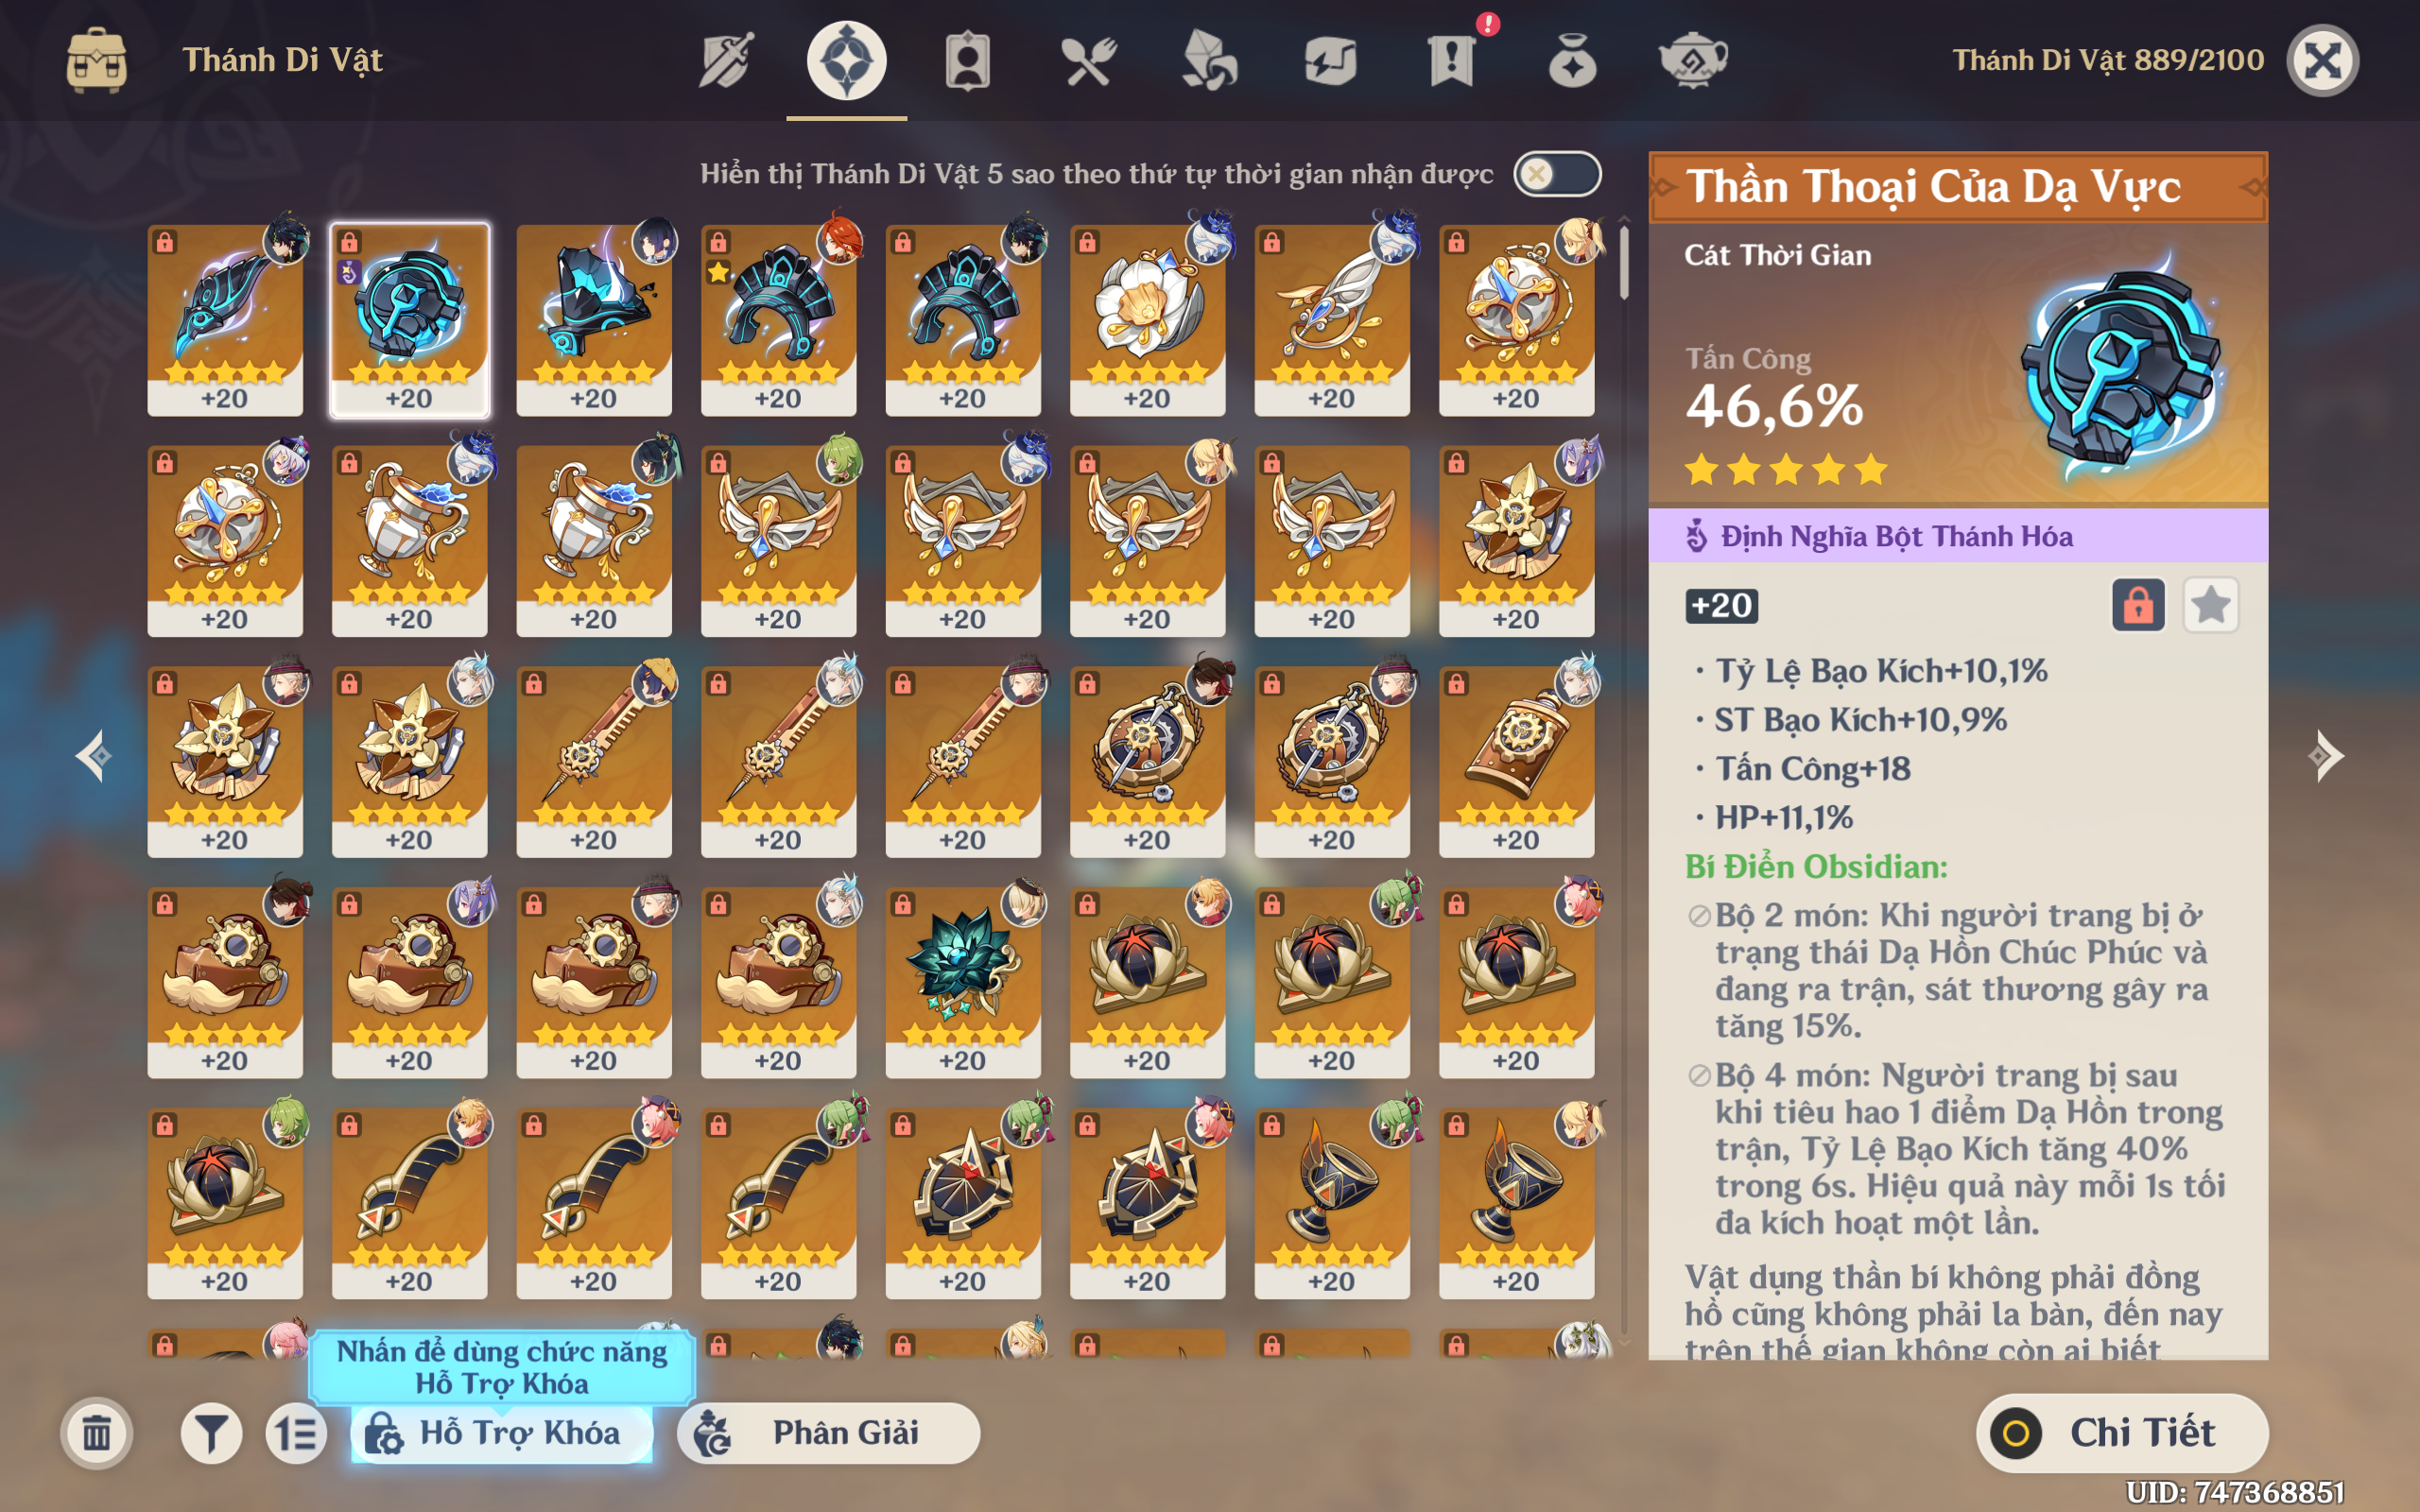 Thánh Di Vật
Thánh Di Vật 889/2100
Hiển thị Thánh Di Vật 5 sao theo thứ tự thời gian nhận được
+20 +20 +20 +20 +20 +20 +20 +20
+20 +20 +20 +20 +20 +20 +20 +20
+20 +20 +20 +20 +20 +20 +20 +20
+20 +20 +20 +20 +20 +20 +20 +20
+20 +20 +20 +20 +20 +20 +20 +20
Nhấn để dùng chức năng
Hỗ Trợ Khóa
Hỗ Trợ Khóa
Phân Giải
Thần Thoại Của Dạ Vực
Cát Thời Gian
Tấn Công
46,6%
Định Nghĩa Bột Thánh Hóa
+20
· Tỷ Lệ Bạo Kích+10,1%
· ST Bạo Kích+10,9%
· Tấn Công+18
· HP+11,1%
Bí Điển Obsidian:
Bộ 2 món: Khi người trang bị ở
trạng thái Dạ Hồn Chúc Phúc và
đang ra trận, sát thương gây ra
tăng 15%.
Bộ 4 món: Người trang bị sau
khi tiêu hao 1 điểm Dạ Hồn trong
trận, Tỷ Lệ Bạo Kích tăng 40%
trong 6s. Hiệu quả này mỗi 1s tối
đa kích hoạt một lần.
Vật dụng thần bí không phải đồng
hồ cũng không phải la bàn, đến nay
trên thế gian không còn ai biết
Chi Tiết
UID: 747368851